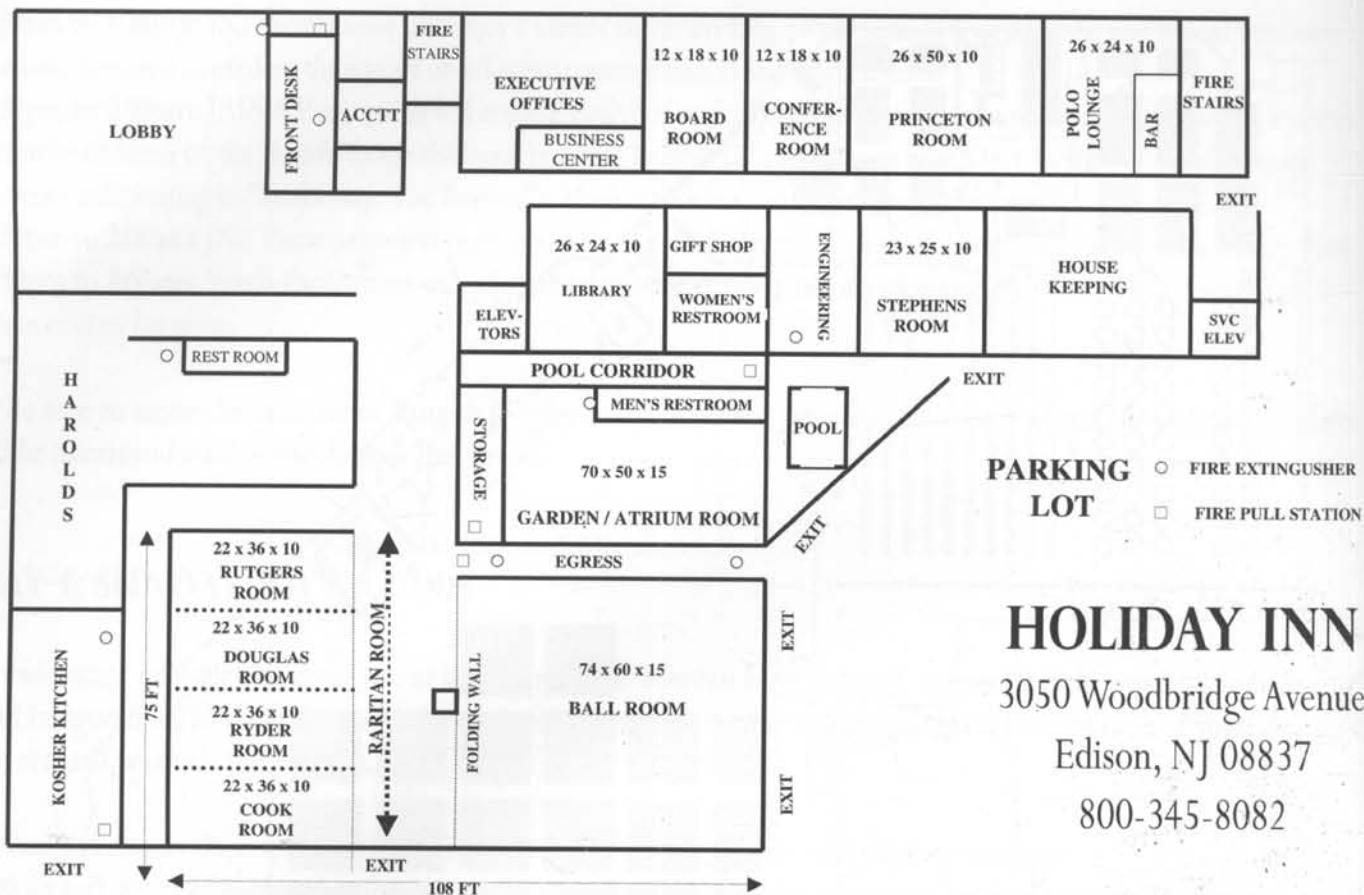 LOBBY
FRONT DESK
ACCTT
FIRE
STAIRS
EXECUTIVE
OFFICES
BUSINESS
CENTER
12 x 18 x 10
BOARD
ROOM
12 x 18 x 10
CONFER-
ENCE
ROOM
26 x 50 x 10
PRINCETON
ROOM
26 x 24 x 10
POLO
LOUNGE
BAR
FIRE
STAIRS
EXIT
26 x 24 x 10
LIBRARY
GIFT SHOP
WOMEN'S
RESTROOM
ENGINEERING
23 x 25 x 10
STEPHENS
ROOM
HOUSE
KEEPING
SVC
ELEV
ELEV-
TORS
REST ROOM
POOL CORRIDOR
HAROLDS
STORAGE
MEN'S RESTROOM
POOL
EXIT
70 x 50 x 15
GARDEN / ATRIUM ROOM
EXIT
PARKING
LOT
FIRE EXTINGUSHER
FIRE PULL STATION
EGRESS
22 x 36 x 10
RUTGERS
ROOM
22 x 36 x 10
DOUGLAS
ROOM
22 x 36 x 10
RYDER
ROOM
22 x 36 x 10
COOK
ROOM
75 FT
KOSHER KITCHEN
RARITAN ROOM
FOLDING WALL
74 x 60 x 15
BALL ROOM
EXIT
EXIT
EXIT
EXIT
108 FT
HOLIDAY INN
3050 Woodbridge Avenue
Edison, NJ 08837
800-345-8082